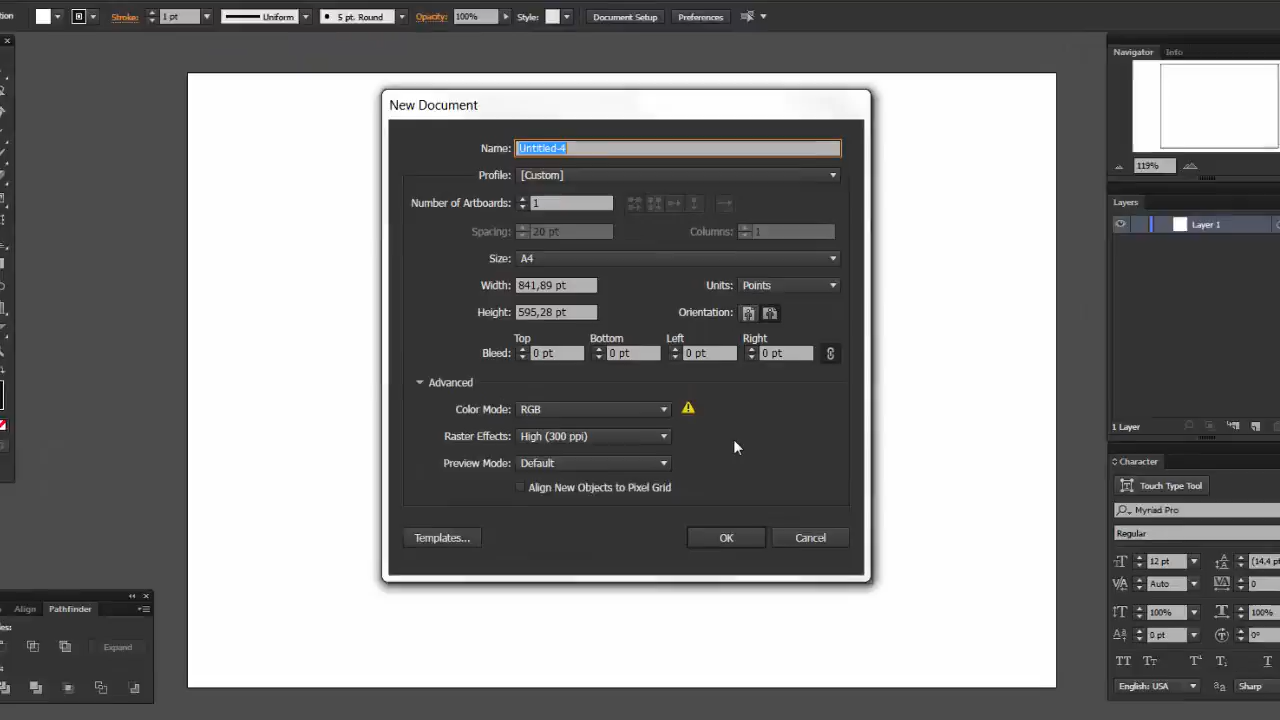 tion Stroke: 1 pt Uniform 5 pt. Round Opacity: 100% Style: Document Setup Preferences
New Document
Name: Untitled-4
Profile: [Custom]
Number of Artboards: 1
Spacing: 20 pt Columns: 1
Size: A4
Width: 841,89 pt Units: Points
Height: 595,28 pt Orientation:
Top Bottom Left Right
Bleed: 0 pt 0 pt 0 pt 0 pt
Advanced
Color Mode: RGB
Raster Effects: High (300 ppi)
Preview Mode: Default
Align New Objects to Pixel Grid
Templates... OK Cancel
Navigator Info
119%
Layers
Layer 1
1 Layer
Character
Touch Type Tool
Myriad Pro
Regular
12 pt (14,4 pt
Auto 0
100% 100%
0 pt 0°
English: USA Sharp
Align Pathfinder
des:
Expand